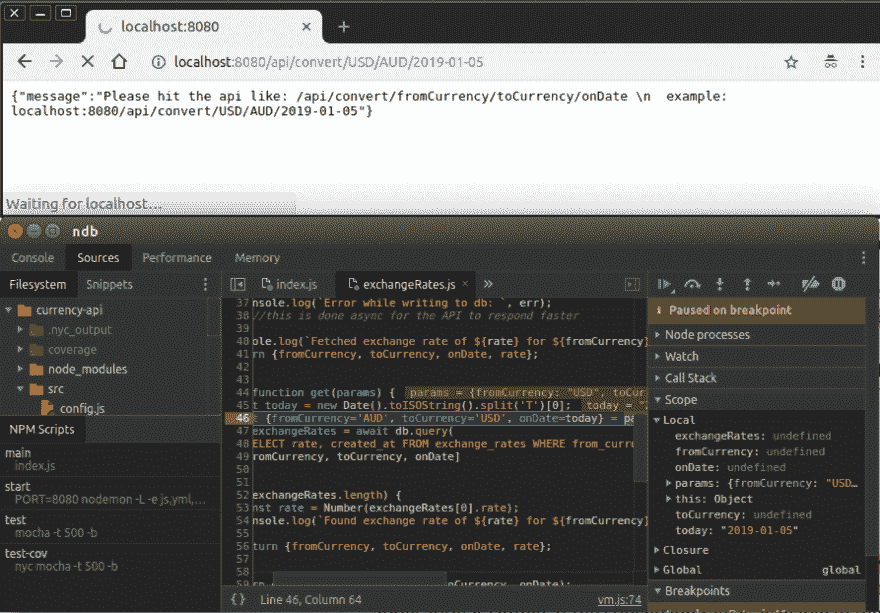 localhost:8080
localhost:8080/api/convert/USD/AUD/2019-01-05
{"message":"Please hit the api like: /api/convert/fromCurrency/toCurrency/onDate \n  example:
localhost:8080/api/convert/USD/AUD/2019-01-05"}
Waiting for localhost...
ndb
Console Sources Performance Memory
Filesystem Snippets
currency-api
.nyc_output
coverage
node_modules
src
config.js
NPM Scripts
main
index.js
start
PORT=8080 nodemon -L -e js,yml,...
test
mocha -t 500 -b
test-cov
nyc mocha -t 500 -b
index.js exchangeRates.js
37 nsole.log(`Error while writing to db: `, err);
38 //this is done async for the API to respond faster
39
40 ole.log(`Fetched exchange rate of ${rate} for ${fromCurrency}
41 rn {fromCurrency, toCurrency, onDate, rate};
42
43
44 function get(params) { params = {fromCurrency: "USD", toCur
45 t today = new Date().toISOString().split('T')[0]; today = "
46 t {fromCurrency='AUD', toCurrency='USD', onDate=today} = pa
47 exchangeRates = await db.query(
48 ELECT rate, created_at FROM exchange_rates WHERE from_curr
49 romCurrency, toCurrency, onDate]
50
51
52 exchangeRates.length) {
53 nst rate = Number(exchangeRates[0].rate);
54 nsole.log(`Found exchange rate of ${rate} for ${fromCurrency}
55
56 turn {fromCurrency, toCurrency, onDate, rate};
57
58
59
{} Line 46, Column 64 vm.js:74
Paused on breakpoint
Node processes
Watch
Call Stack
Scope
Local
exchangeRates: undefined
fromCurrency: undefined
onDate: undefined
params: {fromCurrency: "USD...
this: Object
toCurrency: undefined
today: "2019-01-05"
Closure
Global global
Breakpoints